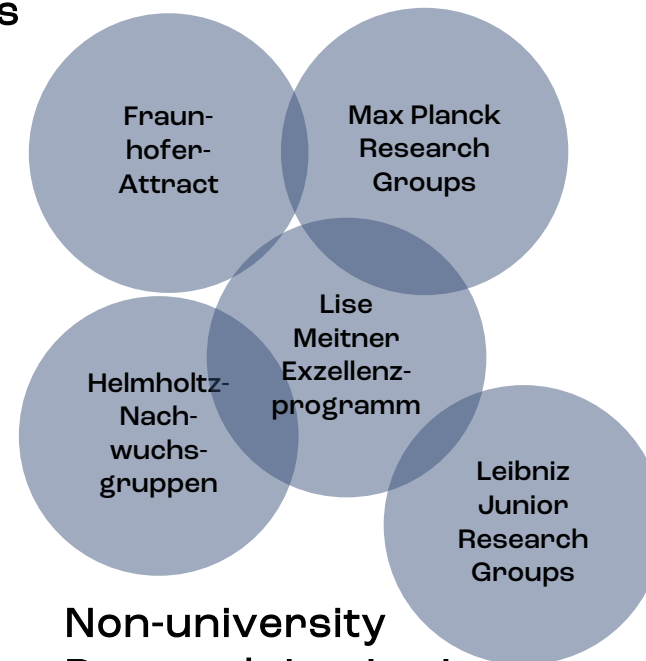 s
Fraun-
hofer-
Attract
Max Planck
Research
Groups
Lise
Meitner
Exzellenz-
programm
Helmholtz-
Nach-
wuchs-
gruppen
Leibniz
Junior
Research
Groups
Non-university